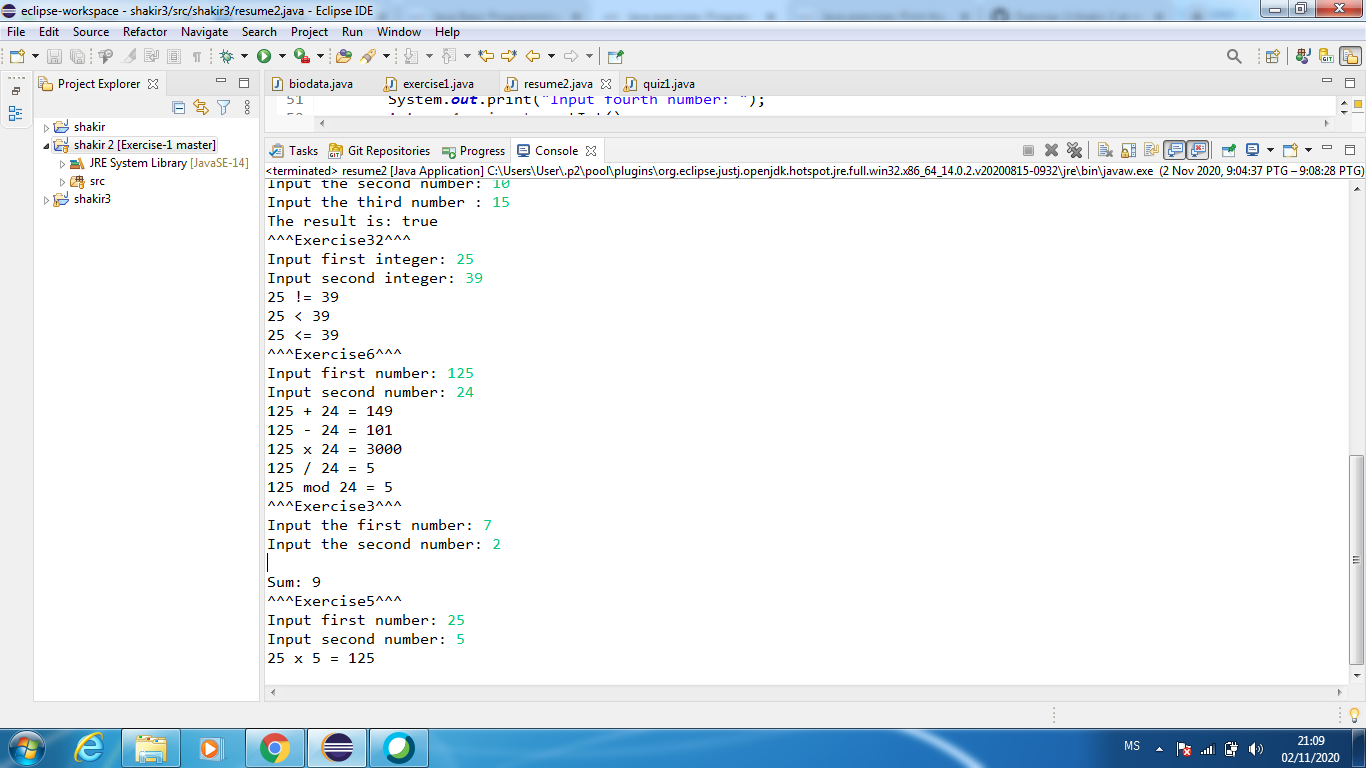 eclipse-workspace - shakir3/src/shakir3/resume2.java - Eclipse IDE
File Edit Source Refactor Navigate Search Project Run Window Help
Project Explorer
biodata.java exercise1.java resume2.java quiz1.java
51 System.out.print("Input fourth number: ");
shakir
shakir 2 [Exercise-1 master]
JRE System Library [JavaSE-14]
src
shakir3
Tasks Git Repositories Progress Console
<terminated> resume2 [Java Application] C:\Users\User\.p2\pool\plugins\org.eclipse.justj.openjdk.hotspot.jre.full.win32.x86_64_14.0.2.v20200815-0932\jre\bin\javaw.exe (2 Nov 2020, 9:04:37 PTG – 9:08:28 PTG)
Input the second number: 10
Input the third number : 15
The result is: true
^^^Exercise32^^^
Input first integer: 25
Input second integer: 39
25 != 39
25 < 39
25 <= 39
^^^Exercise6^^^
Input first number: 125
Input second number: 24
125 + 24 = 149
125 - 24 = 101
125 x 24 = 3000
125 / 24 = 5
125 mod 24 = 5
^^^Exercise3^^^
Input the first number: 7
Input the second number: 2
Sum: 9
^^^Exercise5^^^
Input first number: 25
Input second number: 5
25 x 5 = 125
MS
21:09
02/11/2020